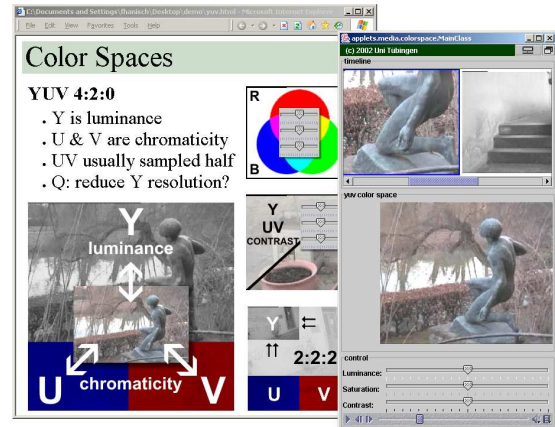 C:\Documents and Settings\fhanisch\Desktop\demo\yuv.html - Microsoft Internet Explorer
File Edit View Favorites Tools Help
Color Spaces
YUV 4:2:0
. Y is luminance
. U & V are chromaticity
. UV usually sampled half
. Q: reduce Y resolution?
Y
luminance
U chromaticity V
R
B
Y
UV
CONTRAST
Y
2:2:2
U V
applets.media.colorspace.MainClass
(c) 2002 Uni Tübingen
timeline
yuv color space
control
Luminance:
Saturation:
Contrast: